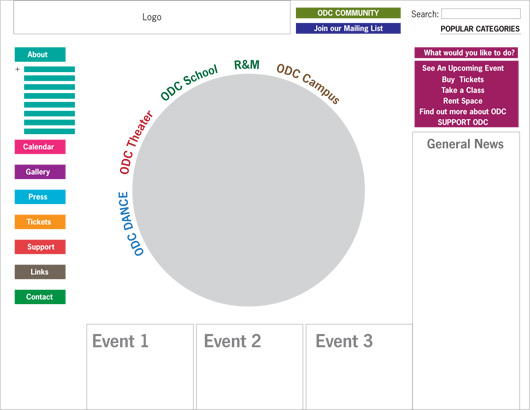 Logo
ODC COMMUNITY
Join our Mailing List
Search:
POPULAR CATEGORIES
About
+
Calendar
Gallery
Press
Tickets
Support
Links
Contact
ODC DANCE
ODC Theater
ODC School
R&M
ODC Campus
What would you like to do?
See An Upcoming Event
Buy Tickets
Take a Class
Rent Space
Find out more about ODC
SUPPORT ODC
General News
Event 1
Event 2
Event 3